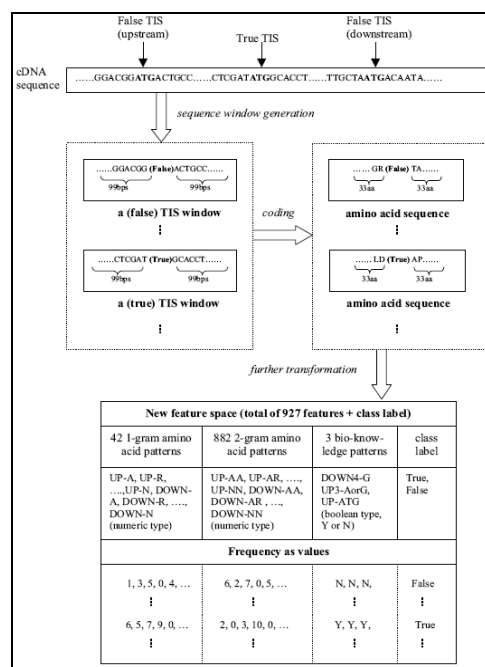 False TIS
(upstream)
True TIS
False TIS
(downstream)
cDNA
sequence
……GGACGGATGACTGCC……CTCGATATGGCACCT……TTGCTAATGACAATA……
sequence window generation
……GGACGG (False)ACTGCC……
99bps 99bps
a (false) TIS window
……CTCGAT (True)GCACCT……
99bps 99bps
a (true) TIS window
coding
…… GR (False) TA……
33aa 33aa
amino acid sequence
…… LD (True) AP……
33aa 33aa
amino acid sequence
further transformation
New feature space (total of 927 features + class label)
42 1-gram amino
acid patterns
882 2-gram amino
acid patterns
3 bio-know-
ledge patterns
class
label
UP-A, UP-R,
….,UP-N, DOWN-
A, DOWN-R, ….,
DOWN-N
(numeric type)
UP-AA, UP-AR, ….,
UP-NN, DOWN-AA,
DOWN-AR , …,
DOWN-NN
(numeric type)
DOWN4-G
UP3-AorG,
UP-ATG
(boolean type,
Y or N)
True,
False
Frequency as values
1, 3, 5, 0, 4, … 6, 2, 7, 0, 5, … N, N, N, False
6, 5, 7, 9, 0, … 2, 0, 3, 10, 0, … Y, Y, Y, True